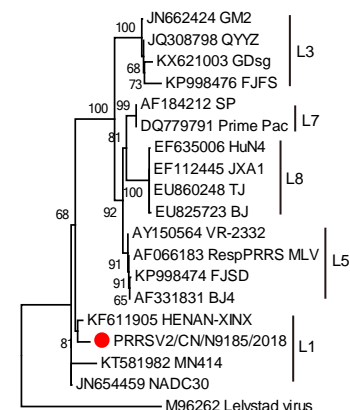 JN662424 GM2
100
JQ308798 QYYZ
L3
KX621003 GDsg
68
73
KP998476 FJFS
100
99
AF184212 SP
L7
DQ779791 Prime Pac
81
EF635006 HuN4
EF112445 JXA1
L8
100
EU860248 TJ
EU825723 BJ
92
68
AY150564 VR-2332
AF066183 RespPRRS MLV
L5
91
KP998474 FJSD
91
65
AF331831 BJ4
KF611905 HENAN-XINX
81
PRRSV2/CN/N9185/2018
L1
KT581982 MN414
JN654459 NADC30
M96262 Lelystad virus